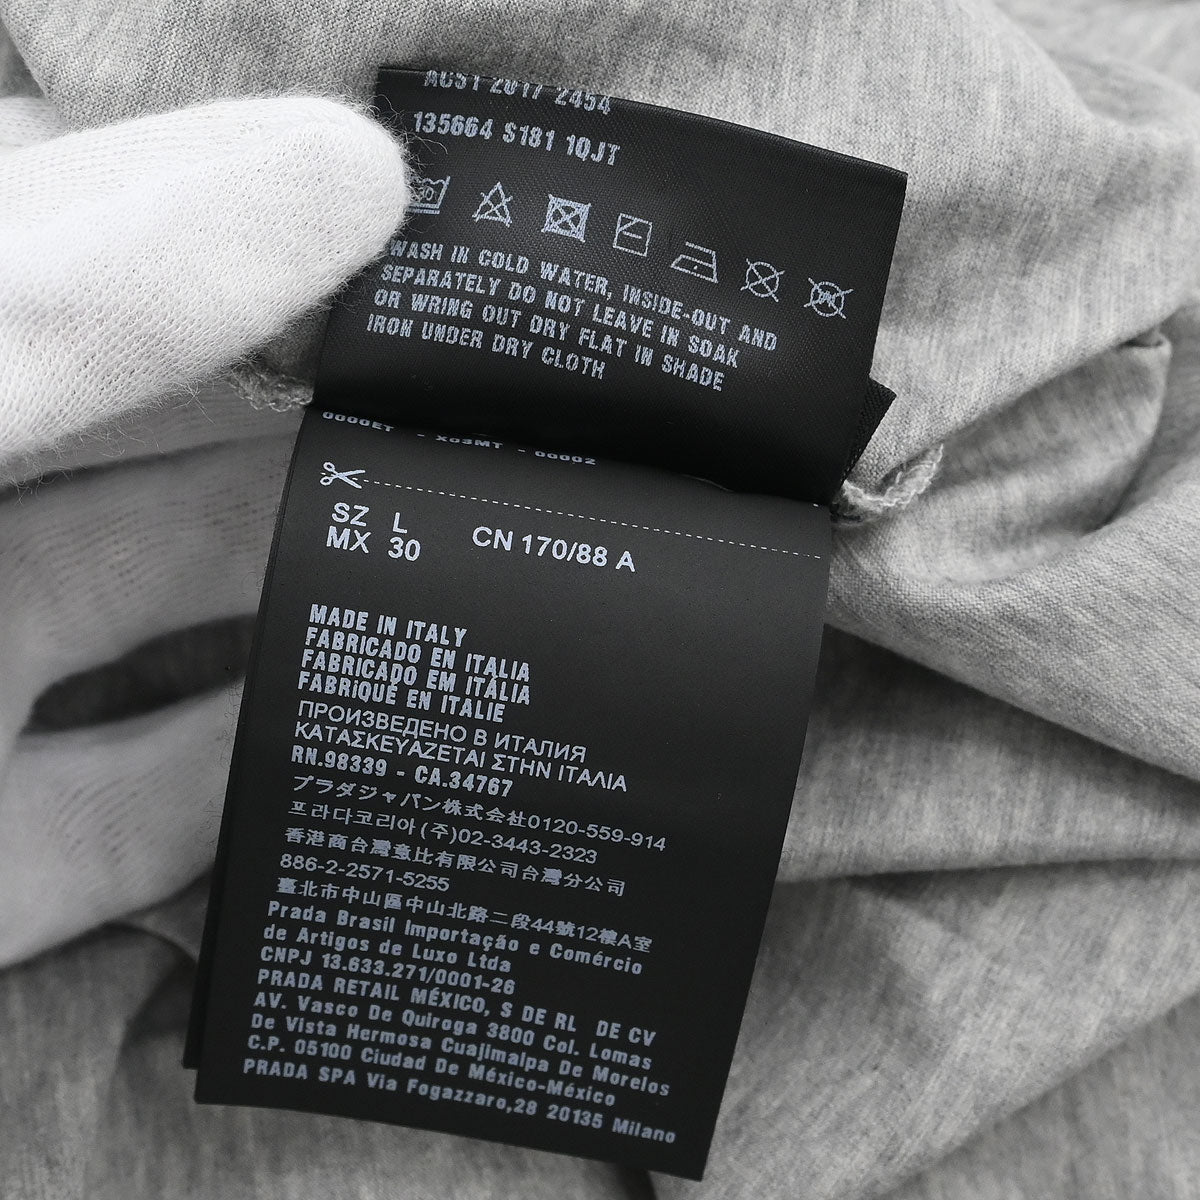 ACST 2017 2454
135664 S181 1QJT
30
WASH IN COLD WATER, INSIDE-OUT AND
SEPARATELY DO NOT LEAVE IN SOAK
OR WRING OUT DRY FLAT IN SHADE
IRON UNDER DRY CLOTH
0000ET - X03MT - 00002
SZ L CN 170/88 A
MX 30
MADE IN ITALY
FABRICADO EN ITALIA
FABRICADO EM ITÁLIA
FABRIQUÉ EN ITALIE
ПРОИЗВЕДЕНО В ИТАЛИЯ
ΚΑΤΑΣΚΕΥΑΖΕΤΑΙ ΣΤΗΝ ΙΤΑΛΙΑ
RN.98339 - CA.34767
プラダジャパン株式会社0120-559-914
프라다코리아(주)02-3443-2323
香港商台灣意比有限公司台灣分公司
886-2-2571-5255
臺北市中山區中山北路二段44號12樓A室
Prada Brasil Importação e Comércio
de Artigos de Luxo Ltda
CNPJ 13.633.271/0001-26
PRADA RETAIL MÉXICO, S DE RL DE CV
AV. Vasco De Quiroga 3800 Col. Lomas
De Vista Hermosa Cuajimalpa De Morelos
C.P. 05100 Ciudad De México-México
PRADA SPA Via Fogazzaro,28 20135 Milano